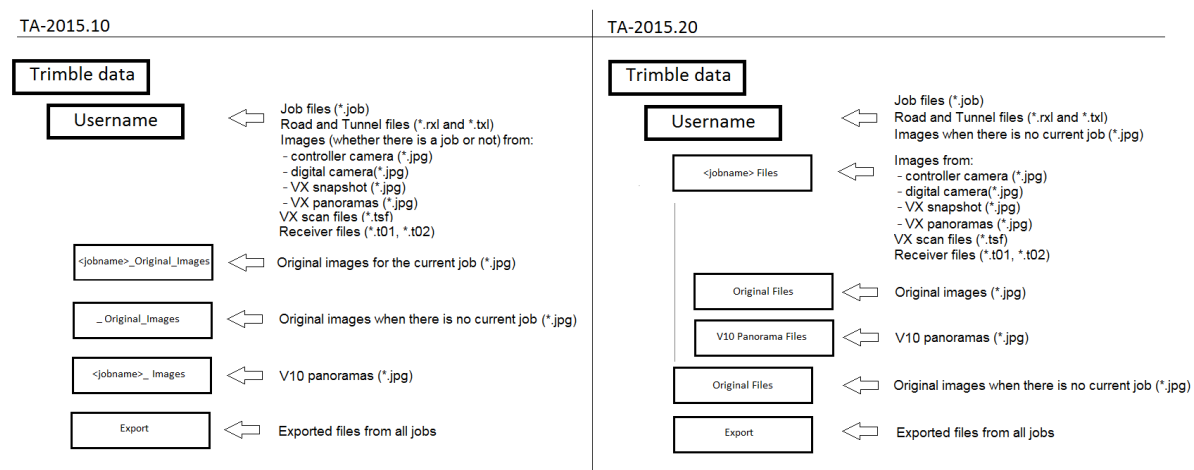 TA-2015.10
Trimble data
Username
Job files (*.job)
Road and Tunnel files (*.rxl and *.txl)
Images (whether there is a job or not) from:
- controller camera (*.jpg)
- digital camera(*.jpg)
- VX snapshot (*.jpg)
- VX panoramas (*.jpg)
VX scan files (*.tsf)
Receiver files (*.t01, *.t02)
<jobname>_Original_Images
Original images for the current job (*.jpg)
_ Original_Images
Original images when there is no current job (*.jpg)
<jobname>_ Images
V10 panoramas (*.jpg)
Export
Exported files from all jobs
TA-2015.20
Trimble data
Username
Job files (*.job)
Road and Tunnel files (*.rxl and *.txl)
Images when there is no current job (*.jpg)
<jobname> Files
Images from:
- controller camera (*.jpg)
- digital camera(*.jpg)
- VX snapshot (*.jpg)
- VX panoramas (*.jpg)
VX scan files (*.tsf)
Receiver files (*.t01, *.t02)
Original Files
Original images (*.jpg)
V10 Panorama Files
V10 panoramas (*.jpg)
Original Files
Original images when there is no current job (*.jpg)
Export
Exported files from all jobs